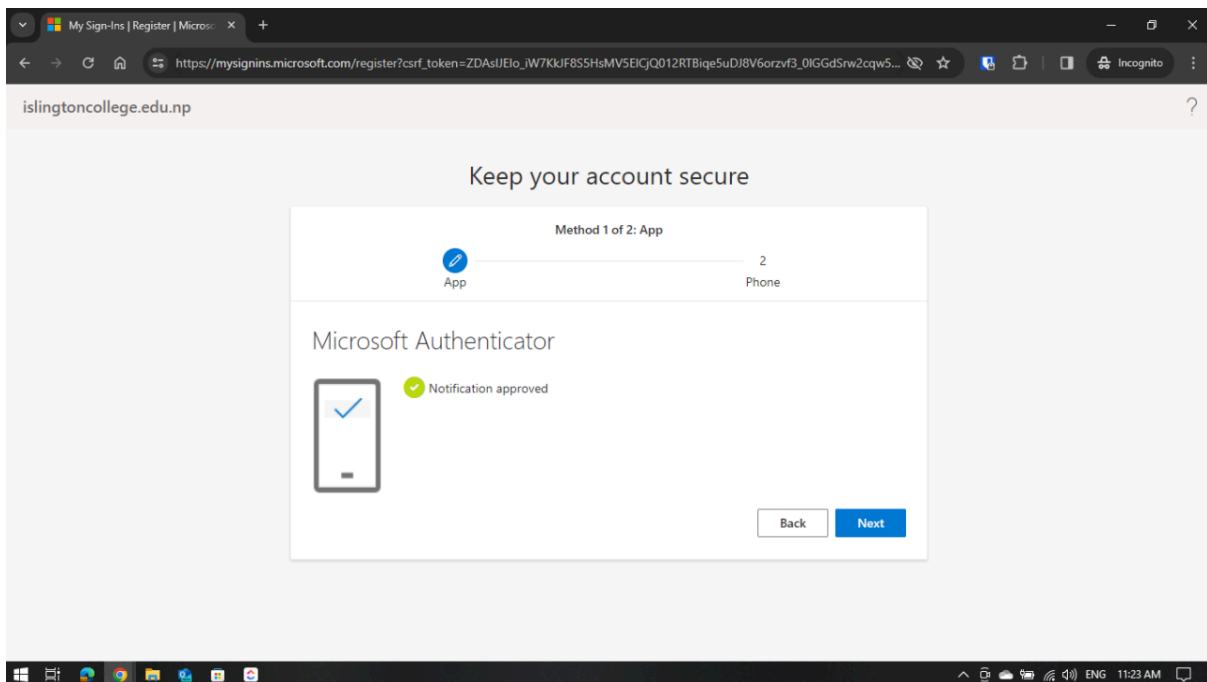 My Sign-Ins | Register | Microso
https://mysignins.microsoft.com/register?csrf_token=ZDAsIJEIo_iW7KkJF8S5HsMV5ElCjQ012RTBiqe5uDJ8V6orzvf3_0IGGdSrw2cqw5...
Incognito
islingtoncollege.edu.np
?
Keep your account secure
Method 1 of 2: App
2
App Phone
Microsoft Authenticator
Notification approved
Back Next
ENG 11:23 AM